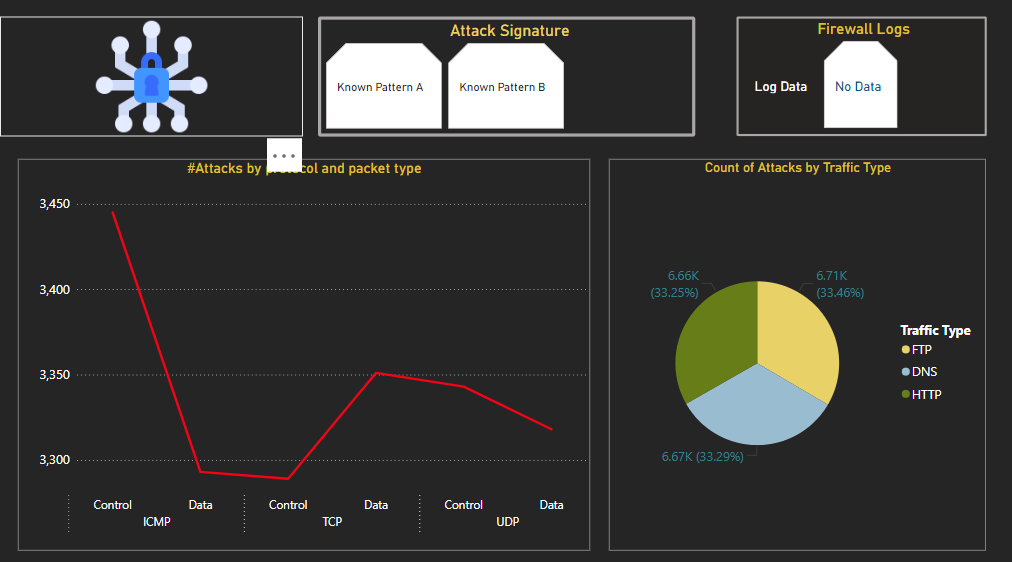 Attack Signature
Known Pattern A
Known Pattern B
Firewall Logs
Log Data
No Data
#Attacks by protocol and packet type
3,450
3,400
3,350
3,300
Control
Data
Control
Data
Control
Data
ICMP
TCP
UDP
Count of Attacks by Traffic Type
6.66K
(33.25%)
6.71K
(33.46%)
6.67K (33.29%)
Traffic Type
FTP
DNS
HTTP